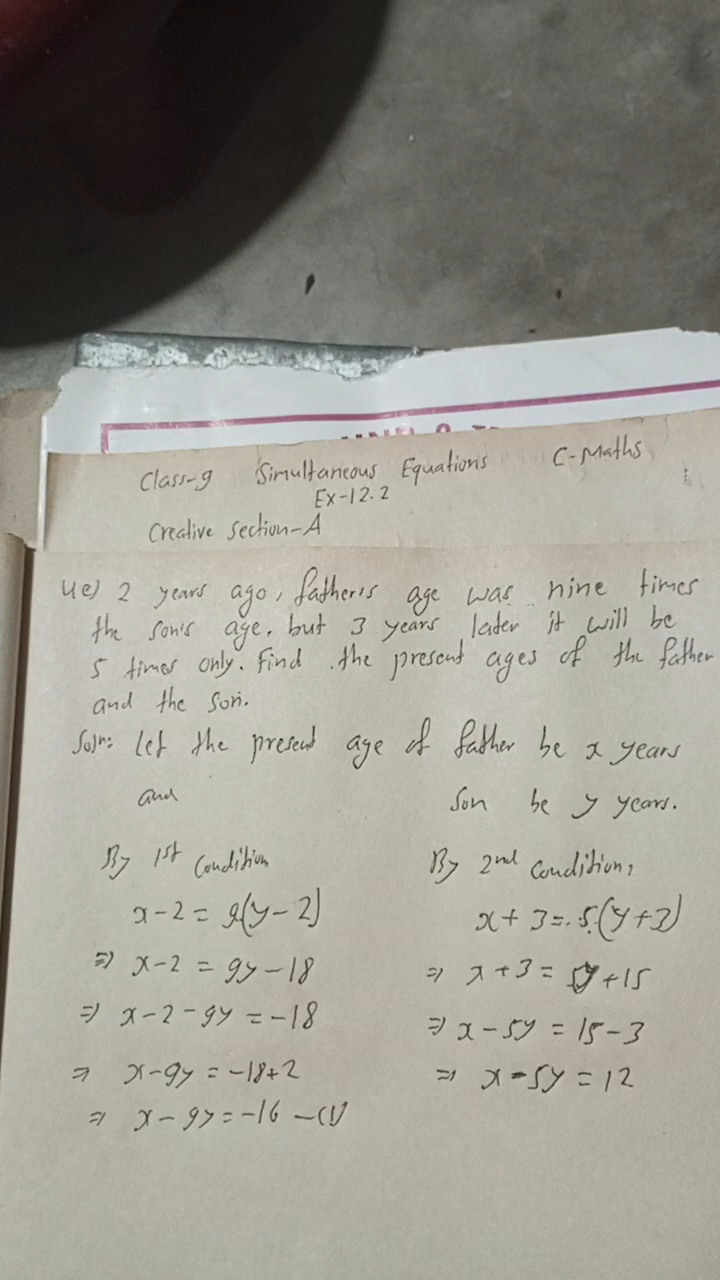 Class-9 Simultaneous Equations C-Maths
Ex-12.2
Creative Section-A
4e) 2 years ago, father's age was nine times
the son's age, but 3 years later it will be
5 times only. Find the present ages of the father
and the son.
Soln: Let the present age of father be x years
and son be y years.
By 1st Condition
x-2 = 9(y-2)
⇒ x-2 = 9y-18
⇒ x-2-9y = -18
⇒ x-9y = -18+2
⇒ x-9y = -16 -(1)
By 2nd Condition,
x+3 = 5(y+3)
⇒ x+3 = 5y+15
⇒ x-5y = 15-3
⇒ x-5y = 12